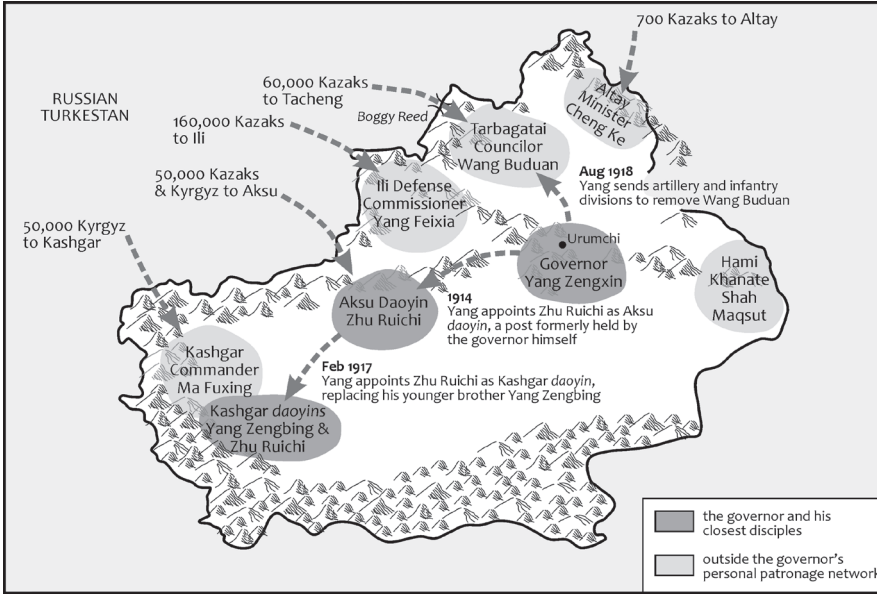 700 Kazaks to Altay
60,000 Kazaks
to Tacheng
RUSSIAN
TURKESTAN
Boggy Reed
160,000 Kazaks
to Ili
50,000 Kazaks
& Kyrgyz to Aksu
50,000 Kyrgyz
to Kashgar
Altay
Minister
Cheng Ke
Tarbagatai
Councilor
Wang Buduan
Aug 1918
Yang sends artillery and infantry
divisions to remove Wang Buduan
Ili Defense
Commissioner
Yang Feixia
Urumchi
Governor
Yang Zengxin
Hami
Khanate
Shah
Maqsut
Aksu Daoyin
Zhu Ruichi
1914
Yang appoints Zhu Ruichi as Aksu
daoyin, a post formerly held by
the governor himself
Kashgar
Commander
Ma Fuxing
Feb 1917
Yang appoints Zhu Ruichi as Kashgar daoyin,
replacing his younger brother Yang Zengbing
Kashgar daoyins
Yang Zengbing &
Zhu Ruichi
the governor and his
closest disciples
outside the governor's
personal patronage network